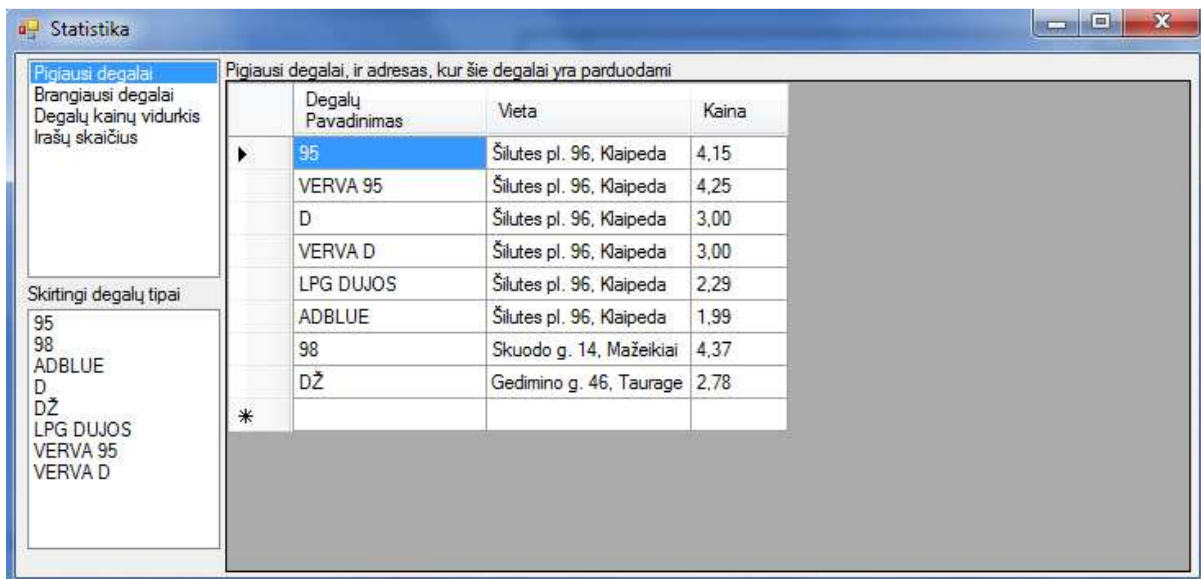 Statistika
Pigiausi degalai
Brangiausi degalai
Degalų kainų vidurkis
Irašų skaičius
Skirtingi degalų tipai
95
98
ADBLUE
D
DŽ
LPG DUJOS
VERVA 95
VERVA D
Pigiausi degalai, ir adresas, kur šie degalai yra parduodami
Degalų Pavadinimas Vieta Kaina
95 Šilutes pl. 96, Klaipeda 4,15
VERVA 95 Šilutes pl. 96, Klaipeda 4,25
D Šilutes pl. 96, Klaipeda 3,00
VERVA D Šilutes pl. 96, Klaipeda 3,00
LPG DUJOS Šilutes pl. 96, Klaipeda 2,29
ADBLUE Šilutes pl. 96, Klaipeda 1,99
98 Skuodo g. 14, Mažeikiai 4,37
DŽ Gedimino g. 46, Taurage 2,78